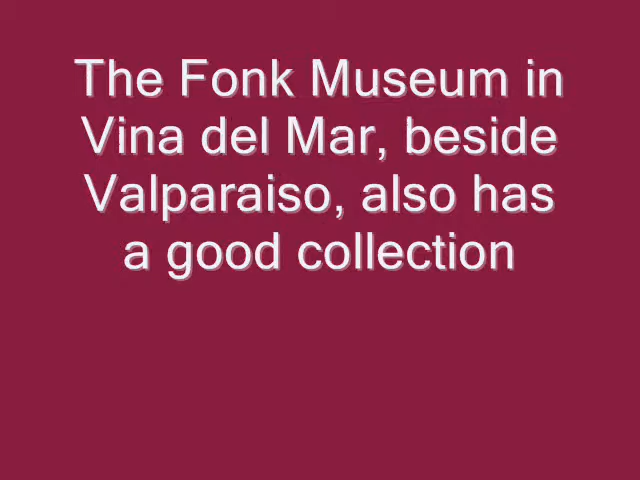 The Fonk Museum in
Vina del Mar, beside
Valparaiso, also has
a good collection